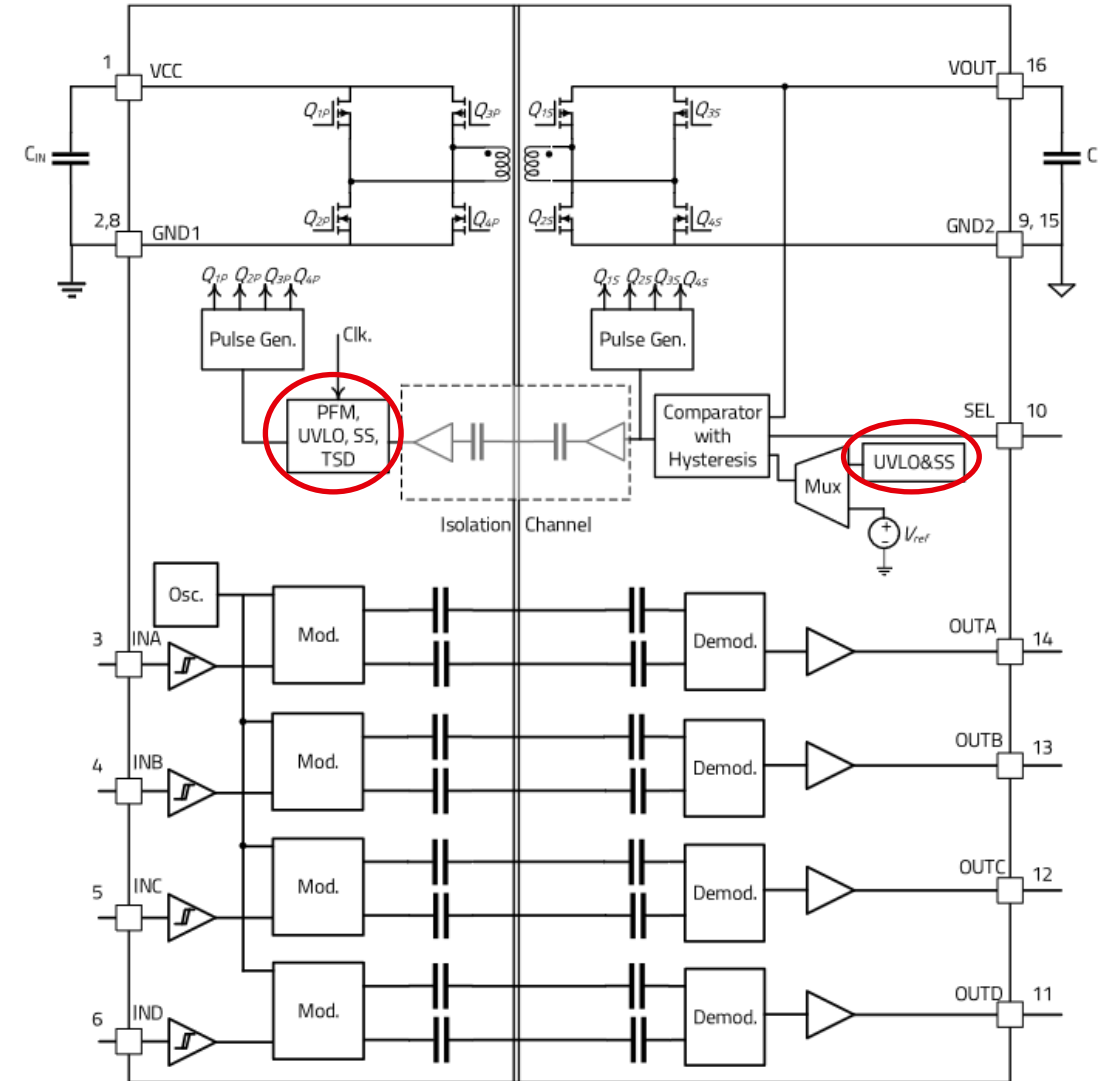 1
VCC
VOUT
16
Q1P
Q3P
Q1S
Q3S
CIN
C
2,8
GND1
Q2P
Q4P
Q2S
Q4S
GND2
9, 15
Q1P Q2P Q3P Q4P
Q1S Q2S Q3S Q4S
Pulse Gen.
Clk.
Pulse Gen.
PFM,
UVLO, SS,
TSD
Comparator
with
Hysteresis
SEL
10
UVLO&SS
Mux
+
-
Vref
Isolation Channel
Osc.
3
INA
Mod.
Demod.
OUTA
14
4
INB
Mod.
Demod.
OUTB
13
5
INC
Mod.
Demod.
OUTC
12
6
IND
Mod.
Demod.
OUTD
11